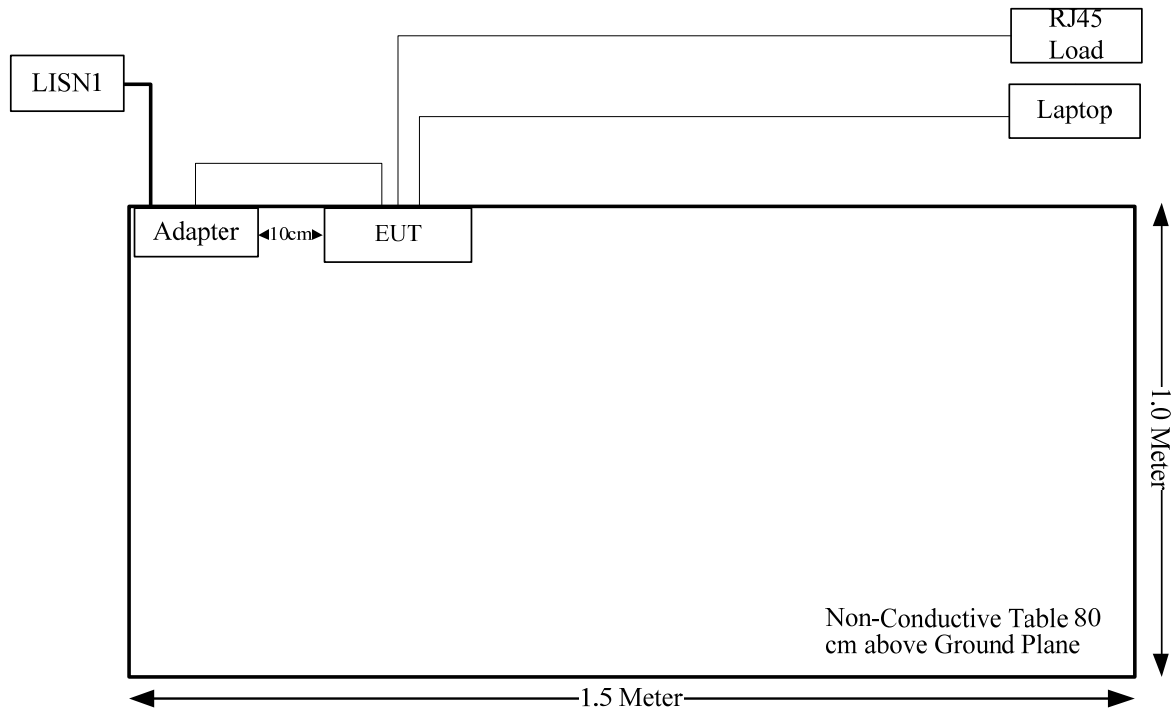 RJ45
Load
LISN1
Laptop
Adapter
10cm
EUT
1.0 Meter
Non-Conductive Table 80
cm above Ground Plane
1.5 Meter